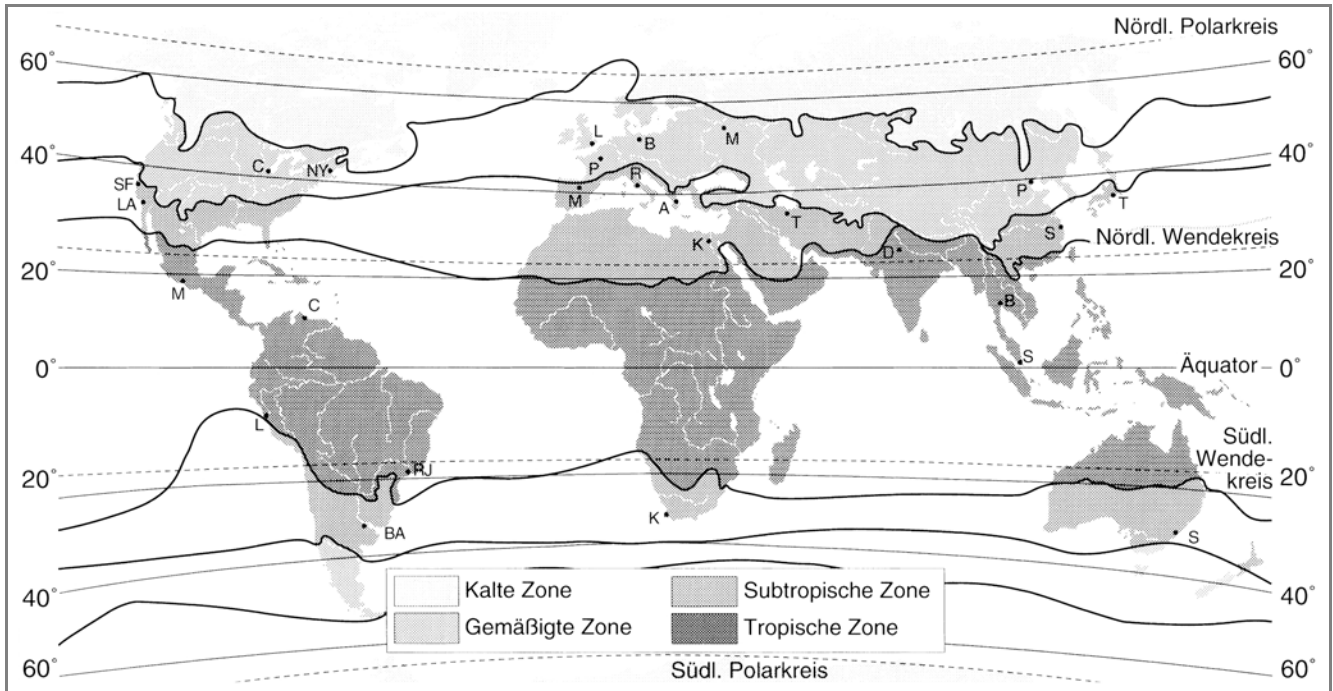 Nördl. Polarkreis
60° 60°
L
M
B
40° 40°
C NY P
SF R P
LA M A T T
S
K Nördl. Wendekreis
D
20° 20°
M
C B
S
0° Äquator 0°
L
Südl.
Wende-
kreis
20° RJ 20°
K
BA S
Kalte Zone Subtropische Zone
40° 40°
Gemäßigte Zone Tropische Zone
60° 60°
Südl. Polarkreis